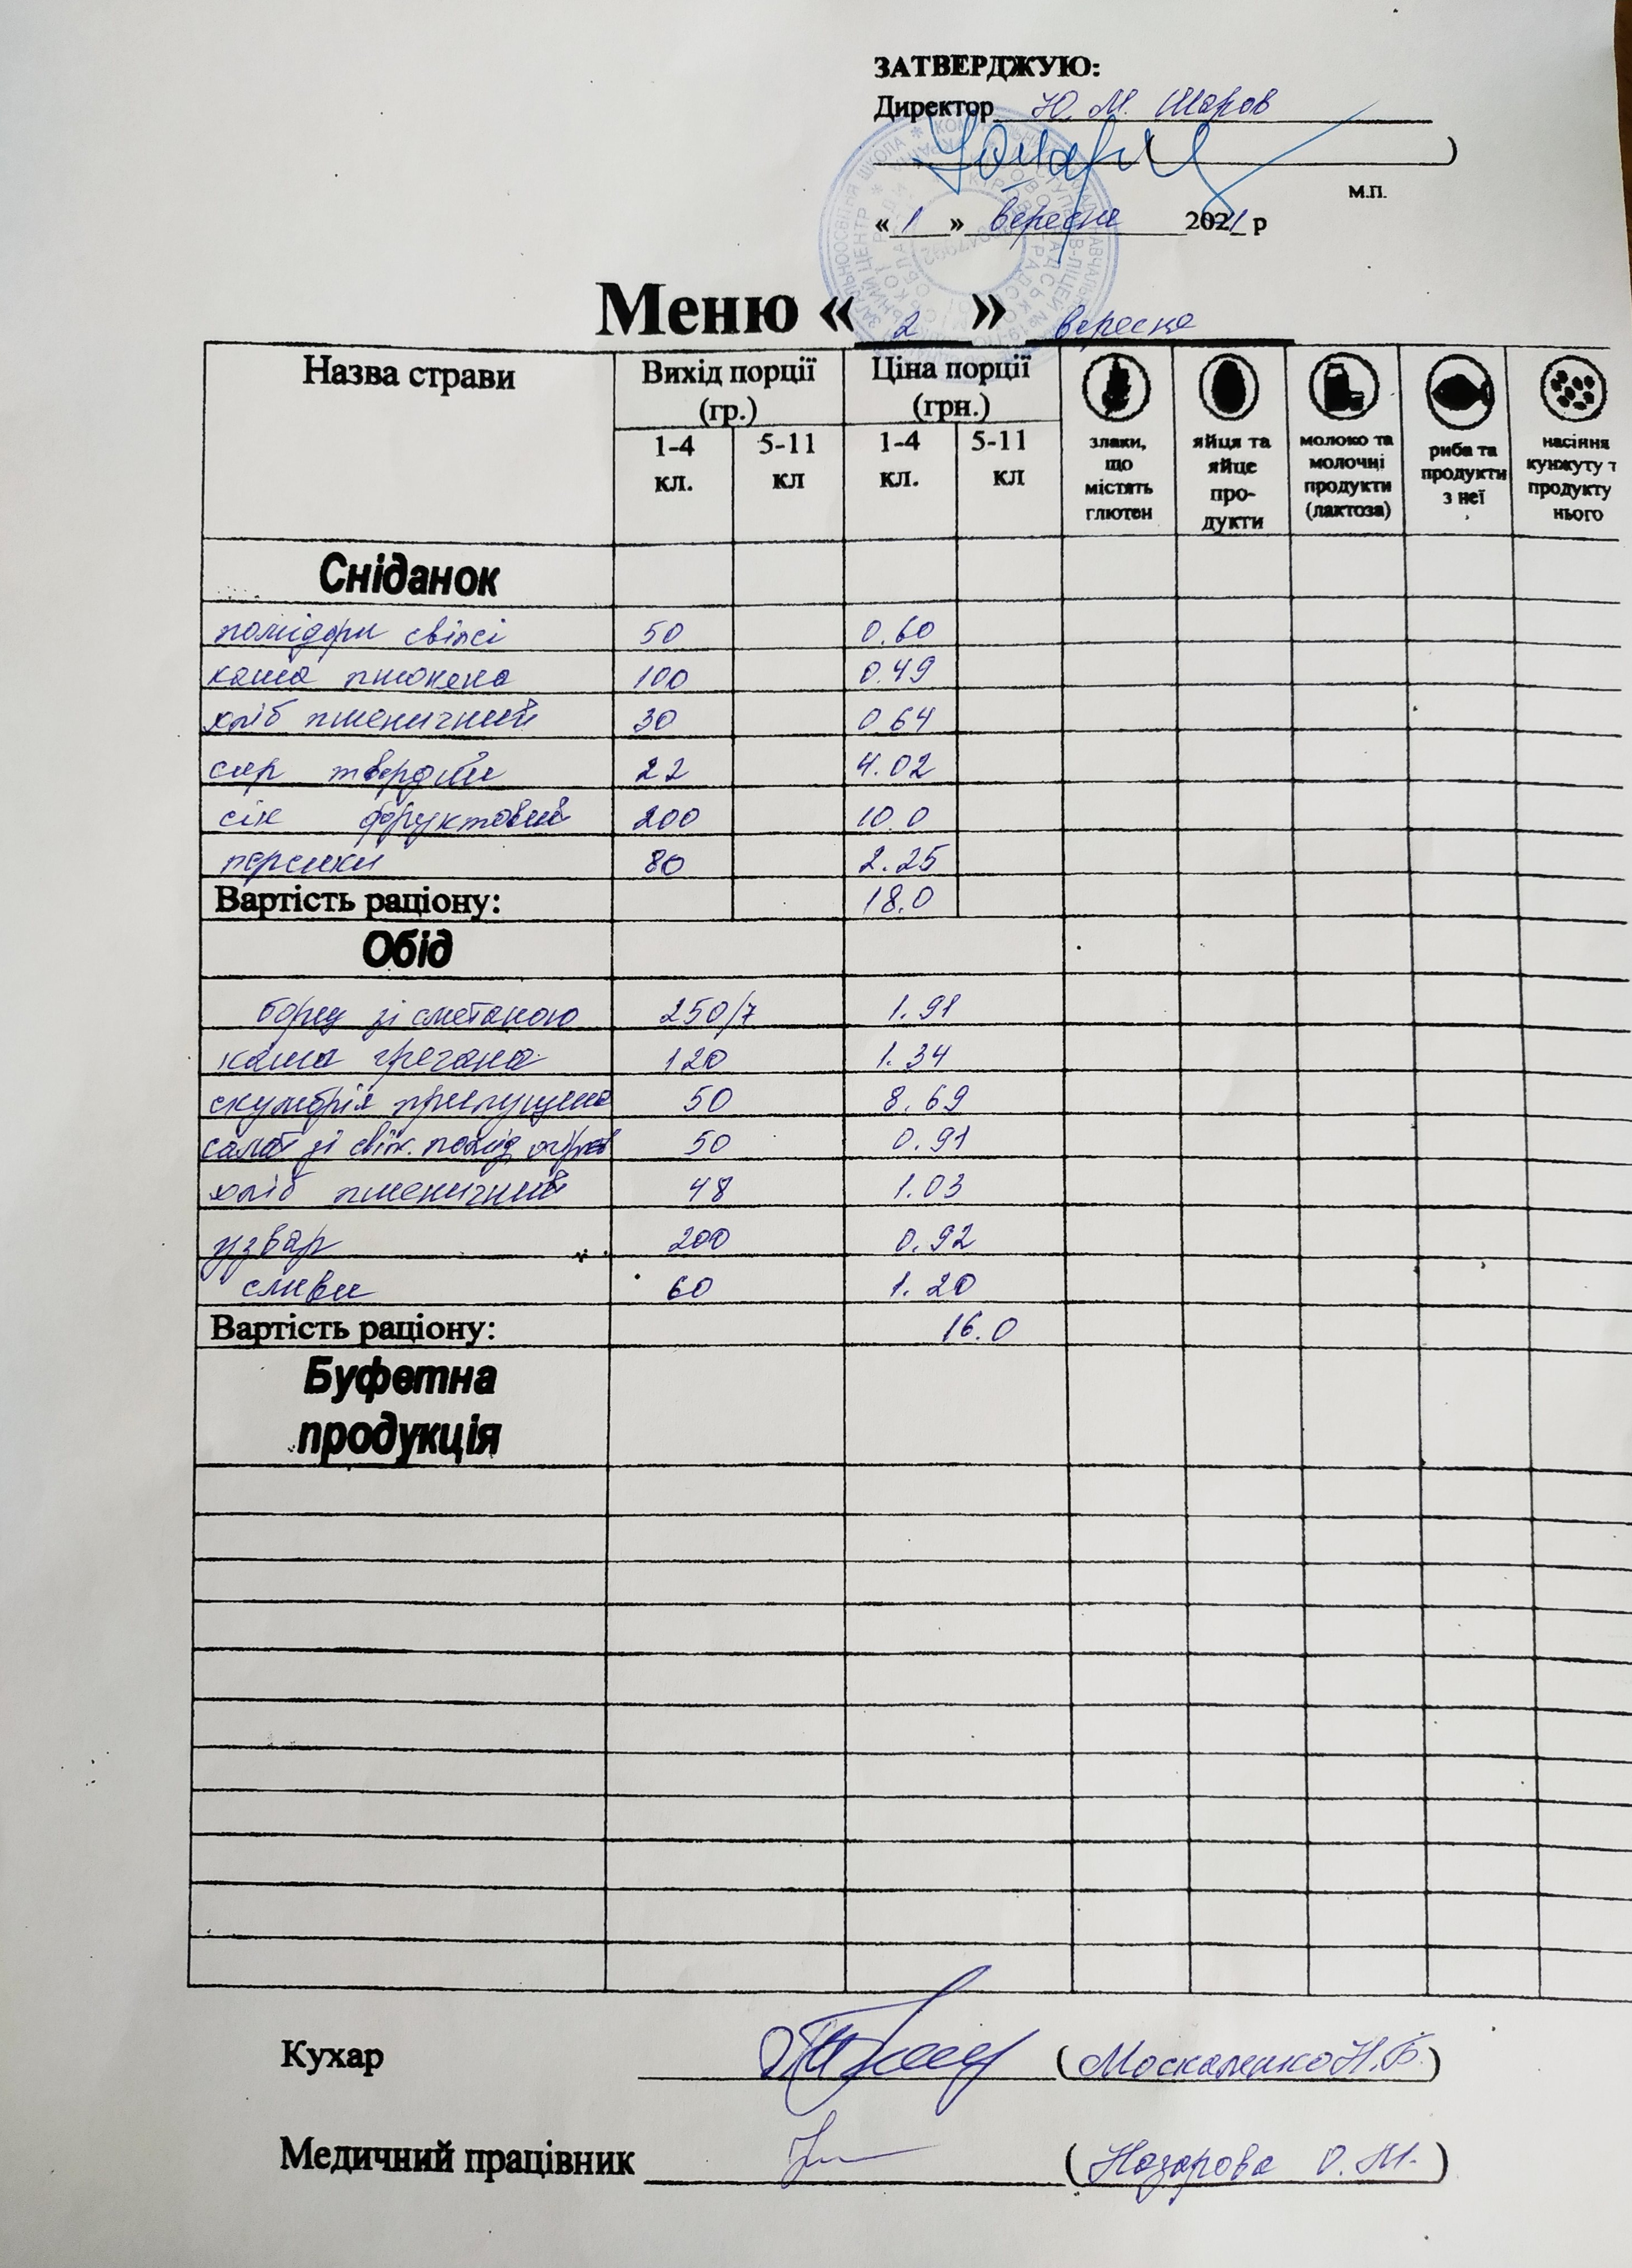 ЗАТВЕРДЖУЮ:
Директор Ю. М. Шаров
( )
М.П.
«1» вересня 2021 р
Меню «2» вересня
Назва страви Вихід порції (гр.) Ціна порції (грн.)
1-4 кл. 5-11 кл 1-4 кл. 5-11 кл
злаки, що містять глютен
яйця та яйце про- дукти
молоко та молочні продукти (лактоза)
риба та продукти з неї
насіння кунжуту т продукту нього
Сніданок
помідори свіжі 50 0.60
каша пшоняна 100 0.49
хліб пшеничний 30 0 64
сир твердий 22 4.02
сік фруктовий 200 10 0
персики 80 2.25
Вартість раціону: 18.0
Обід
борщ зі сметаною 250/7 1.91
каша гречана 120 1.34
скумбрія припущена 50 8.69
салат зі свіж. помід 50 0.91
хліб пшеничний 48 1.03
узвар 200 0.92
сливи 60 1.20
Вартість раціону: 16.0
Буфетна
продукція
Кухар (Москаленко Н.В.)
Медичний працівник (Назарова О. М.)